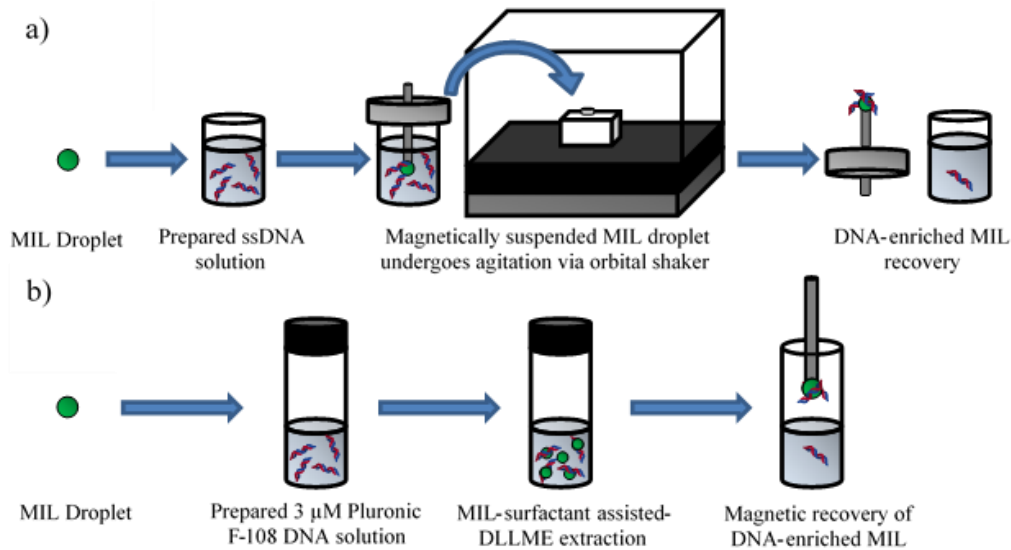 a)
MIL Droplet
Prepared ssDNA
solution
Magnetically suspended MIL droplet
undergoes agitation via orbital shaker
DNA-enriched MIL
recovery
b)
MIL Droplet
Prepared 3 μM Pluronic
F-108 DNA solution
MIL-surfactant assisted-
DLLME extraction
Magnetic recovery of
DNA-enriched MIL